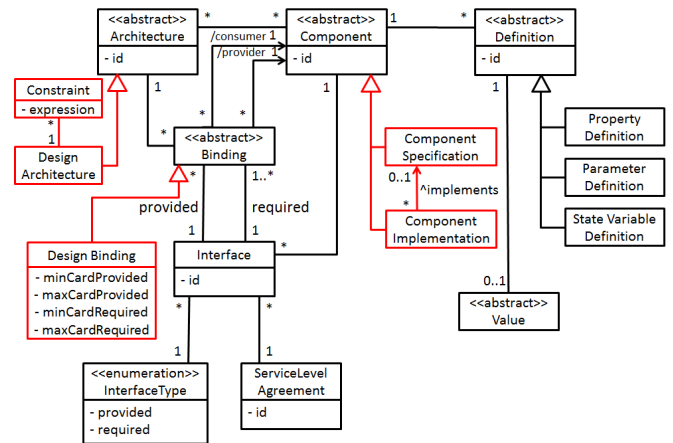 <<abstract>>
Architecture
- id
*
*
/consumer 1
/provider 1
<<abstract>>
Component
- id
1
*
<<abstract>>
Definition
- id
Constraint
- expression
*
1
Design
Architecture
1
*
*
*
<<abstract>>
Binding
*
1..*
provided
required
1
1
1
Component
Specification
0..1
^implements
*
Component
Implementation
1
Property
Definition
Parameter
Definition
State Variable
Definition
Design Binding
- minCardProvided
- maxCardProvided
- minCardRequired
- maxCardRequired
Interface
- id
*
*
*
0..1
<<abstract>>
Value
1
1
<<enumeration>>
InterfaceType
- provided
- required
ServiceLevel
Agreement
- id